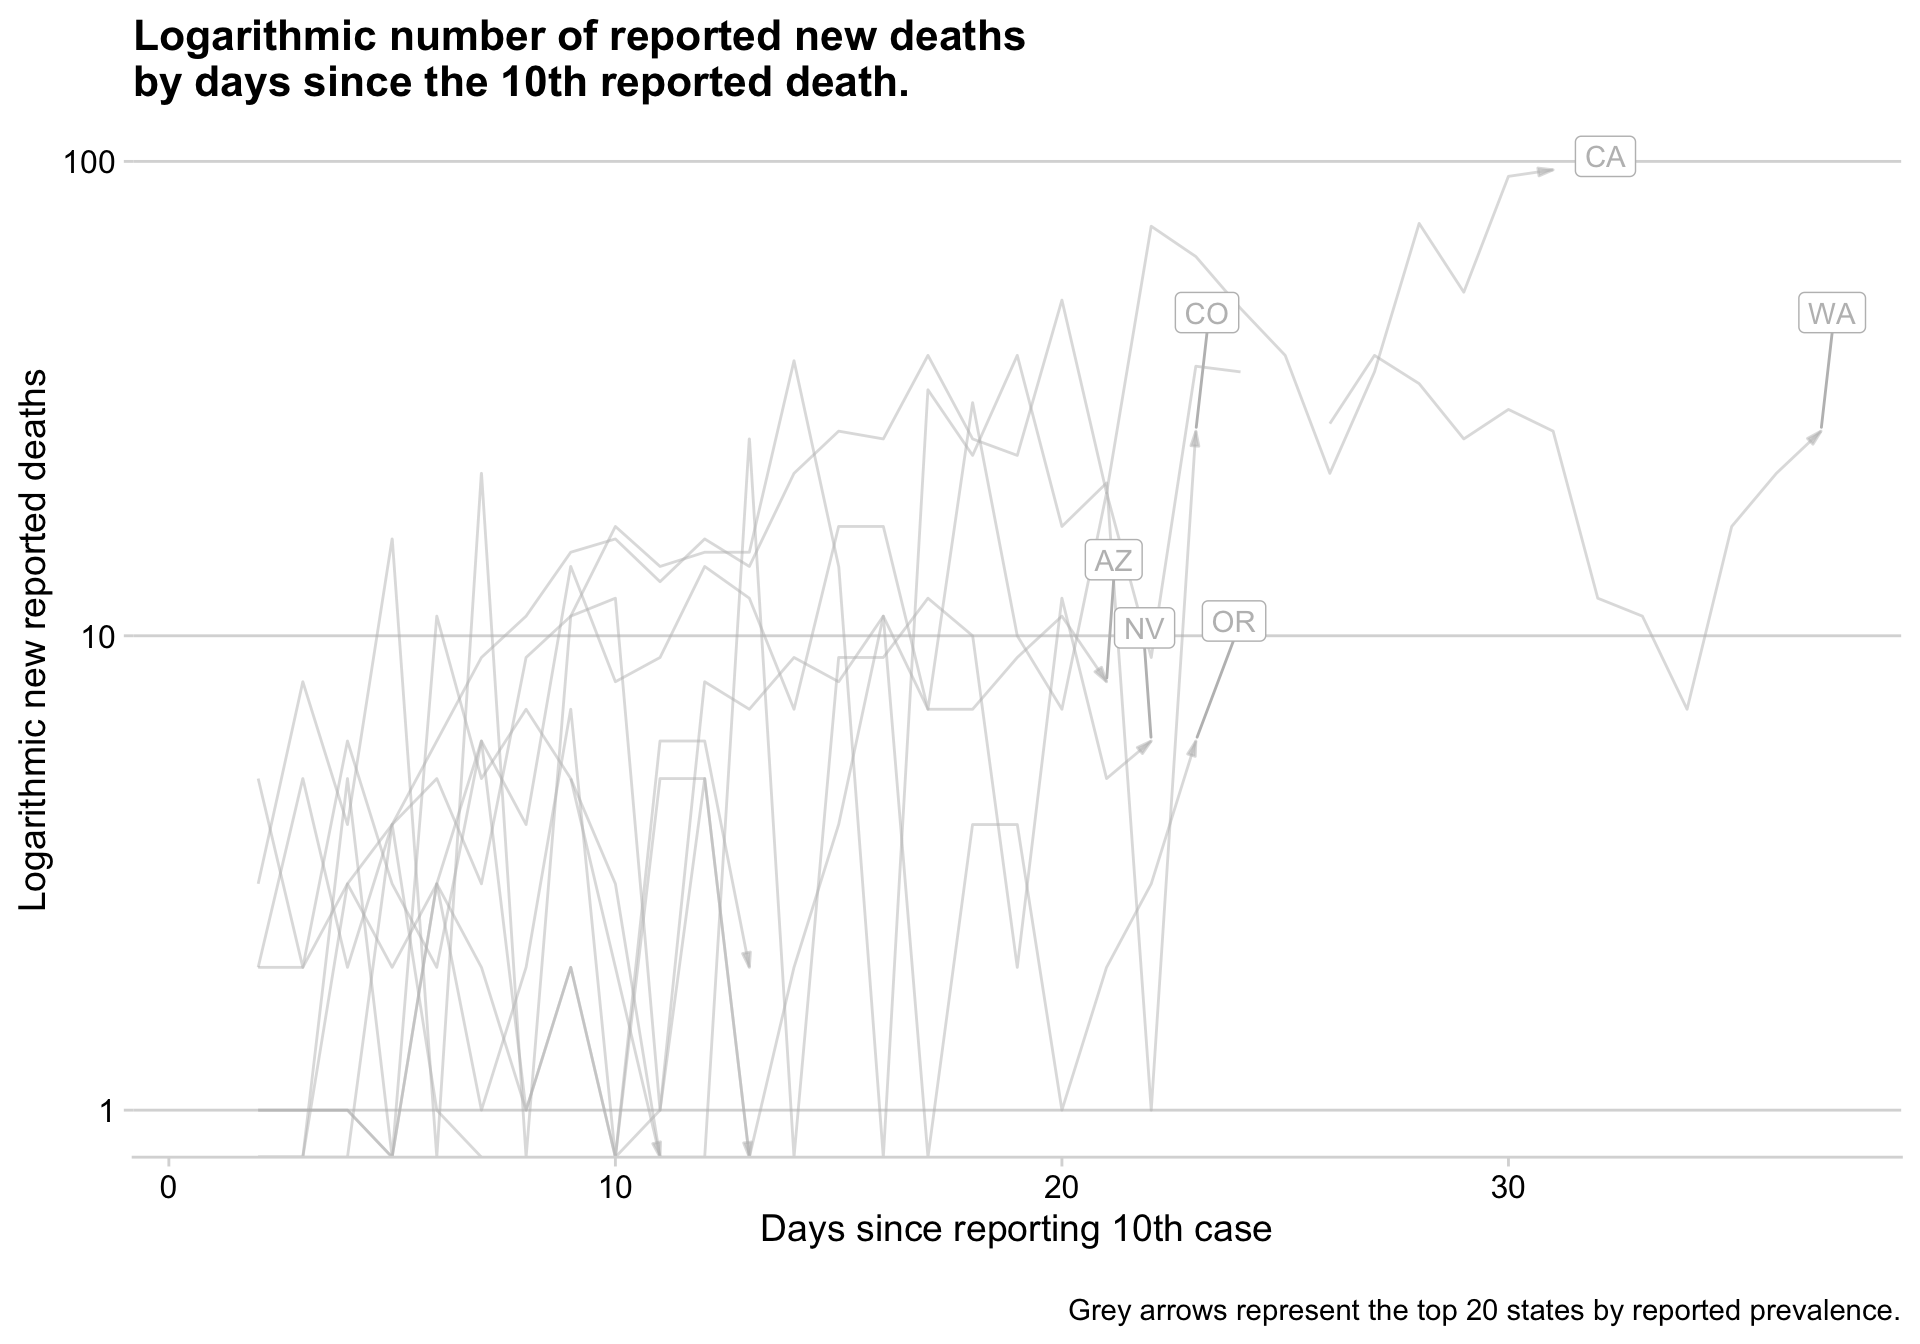 Logarithmic number of reported new deaths
by days since the 10th reported death.
100
10
1
Logarithmic new reported deaths
CA
CO
WA
AZ
NV
OR
0
10
20
30
Days since reporting 10th case
Grey arrows represent the top 20 states by reported prevalence.